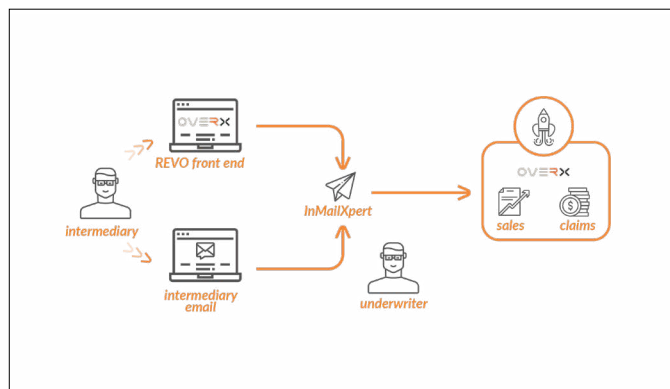 OVERX
REVO front end
intermediary
InMailXpert
OVERX
sales
claims
intermediary
email
underwriter